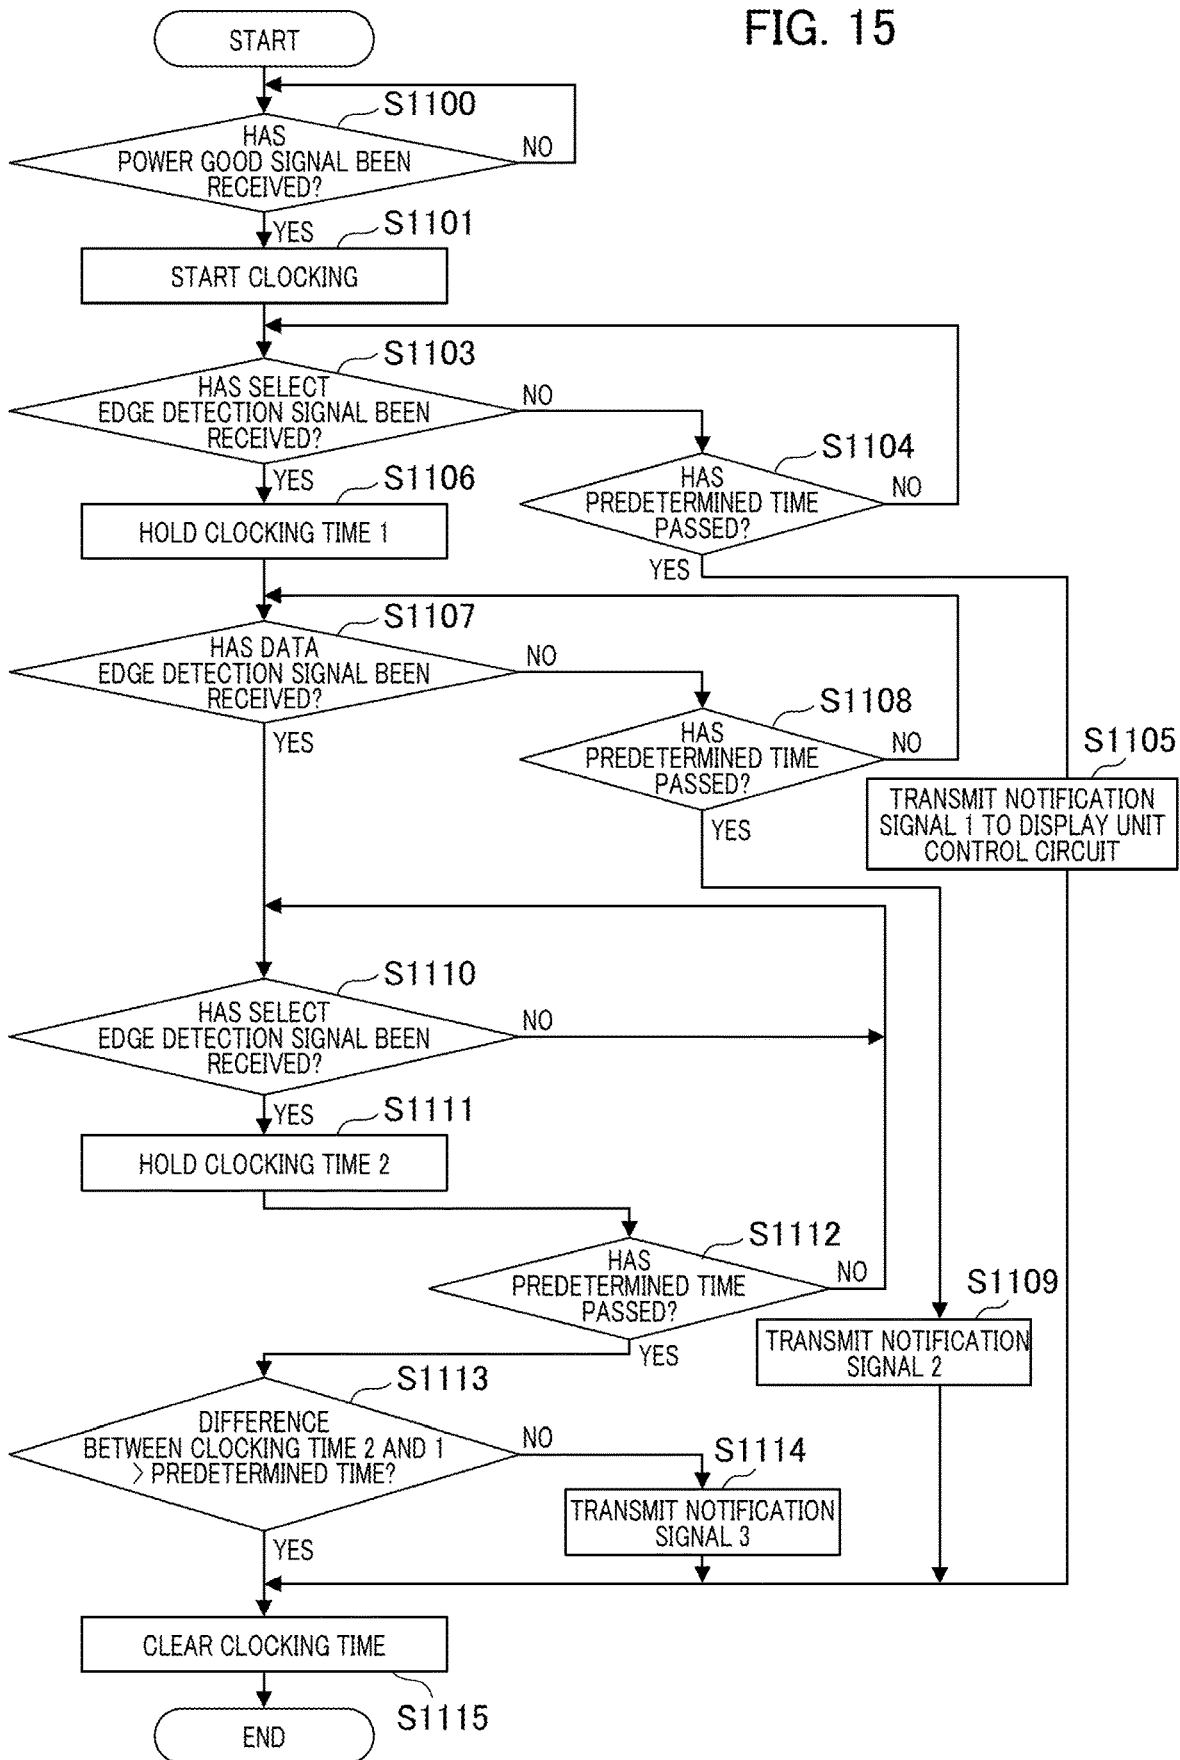 FIG. 15
START
S1100
HAS
POWER GOOD SIGNAL BEEN
RECEIVED?
NO
YES
S1101
START CLOCKING
S1103
HAS SELECT
EDGE DETECTION SIGNAL BEEN
RECEIVED?
NO
YES
S1104
HAS
PREDETERMINED TIME
PASSED?
NO
YES
S1106
HOLD CLOCKING TIME 1
S1107
HAS DATA
EDGE DETECTION SIGNAL BEEN
RECEIVED?
NO
YES
S1108
HAS
PREDETERMINED TIME
PASSED?
NO
YES
S1105
TRANSMIT NOTIFICATION
SIGNAL 1 TO DISPLAY UNIT
CONTROL CIRCUIT
S1110
HAS SELECT
EDGE DETECTION SIGNAL BEEN
RECEIVED?
NO
YES
S1111
HOLD CLOCKING TIME 2
S1112
HAS
PREDETERMINED TIME
PASSED?
NO
YES
S1109
TRANSMIT NOTIFICATION
SIGNAL 2
S1113
DIFFERENCE
BETWEEN CLOCKING TIME 2 AND 1
> PREDETERMINED TIME?
NO
YES
S1114
TRANSMIT NOTIFICATION
SIGNAL 3
CLEAR CLOCKING TIME
S1115
END